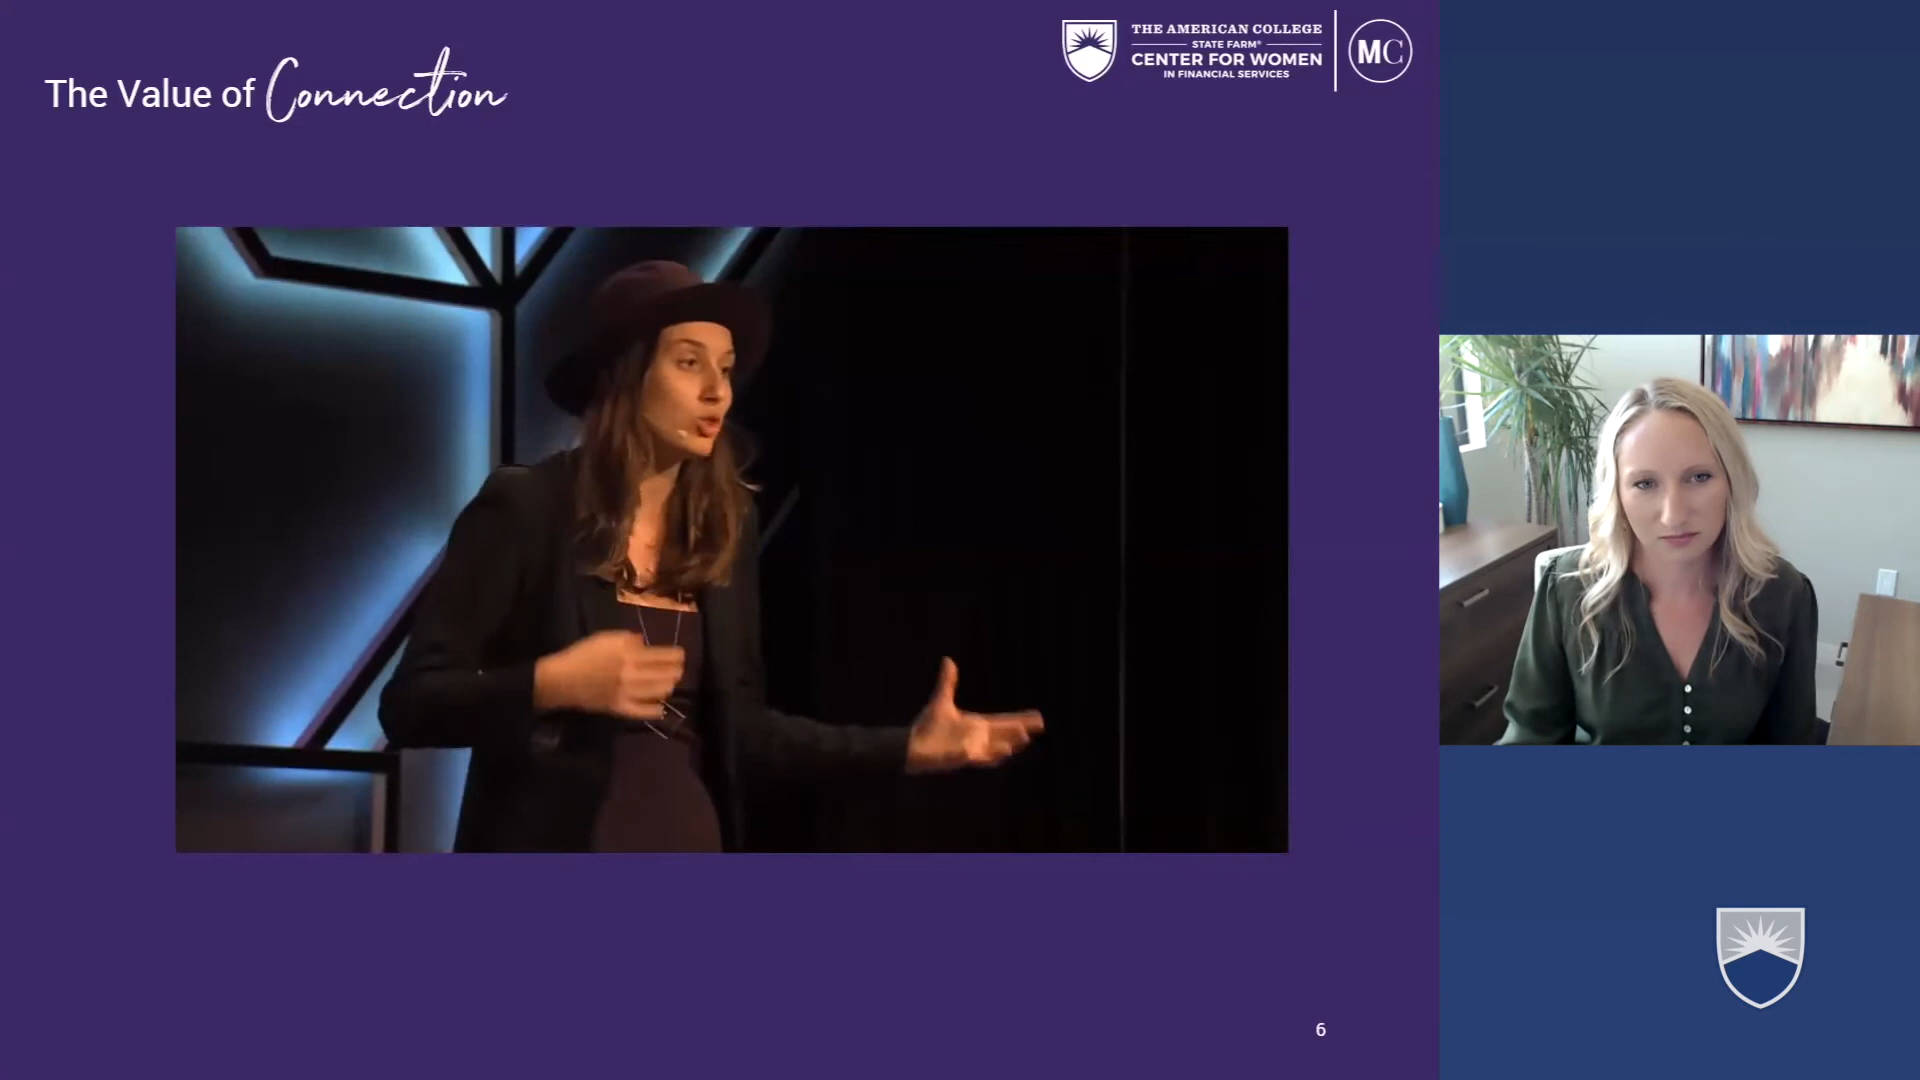 The Value of Connection
THE AMERICAN COLLEGE
STATE FARM®
CENTER FOR WOMEN
IN FINANCIAL SERVICES
MC
6